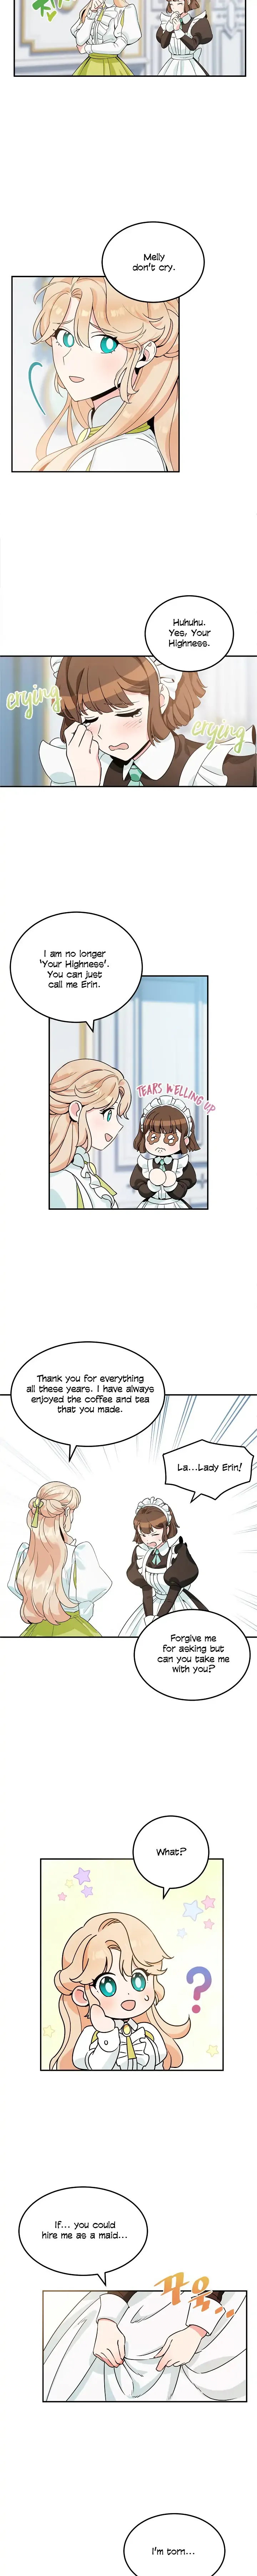 Melly
don't cry.
Huhuhu.
Yes, Your
Highness.
crying
crying
I am no longer
'Your Highness'.
You can just
call me Erin.
TEARS WELLING UP
Thank you for everything
all these years. I have always
enjoyed the coffee and tea
that you made.
La...Lady Erin!
Forgive me
for asking but
can you take me
with you?
What?
?
If... you could
hire me as a maid...
꾸욱..
I'm torn...